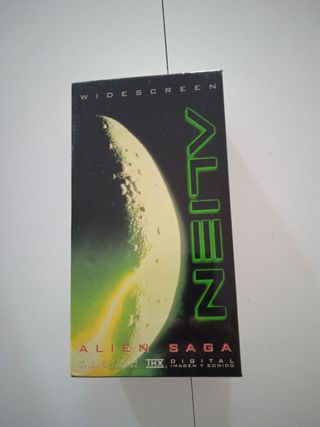 WIDESCREEN
ALIEN
ALIEN SAGA
THX DIGITAL
IMAGEN Y SONIDO